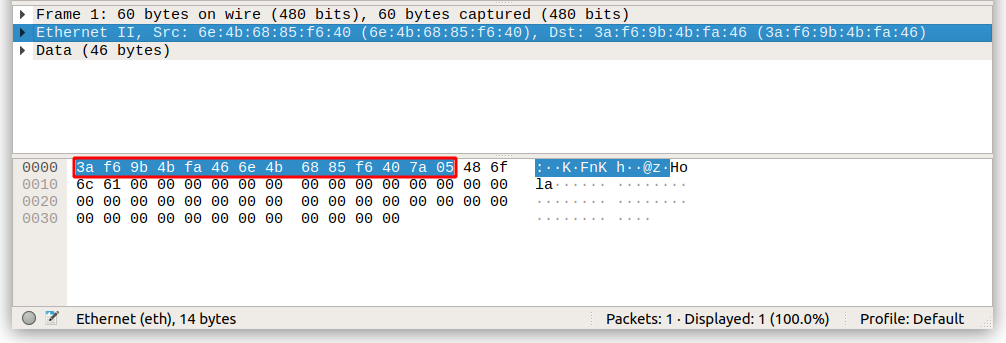 Frame 1: 60 bytes on wire (480 bits), 60 bytes captured (480 bits)
Ethernet II, Src: 6e:4b:68:85:f6:40 (6e:4b:68:85:f6:40), Dst: 3a:f6:9b:4b:fa:46 (3a:f6:9b:4b:fa:46)
Data (46 bytes)
0000 3a f6 9b 4b fa 46 6e 4b 68 85 f6 40 7a 05 48 6f :··K·FnK h··@z·Ho
0010 6c 61 00 00 00 00 00 00 00 00 00 00 00 00 00 00 la······ ········
0020 00 00 00 00 00 00 00 00 00 00 00 00 00 00 00 00 ········ ········
0030 00 00 00 00 00 00 00 00 00 00 00 00 ········ ····
Ethernet (eth), 14 bytes Packets: 1 · Displayed: 1 (100.0%) Profile: Default